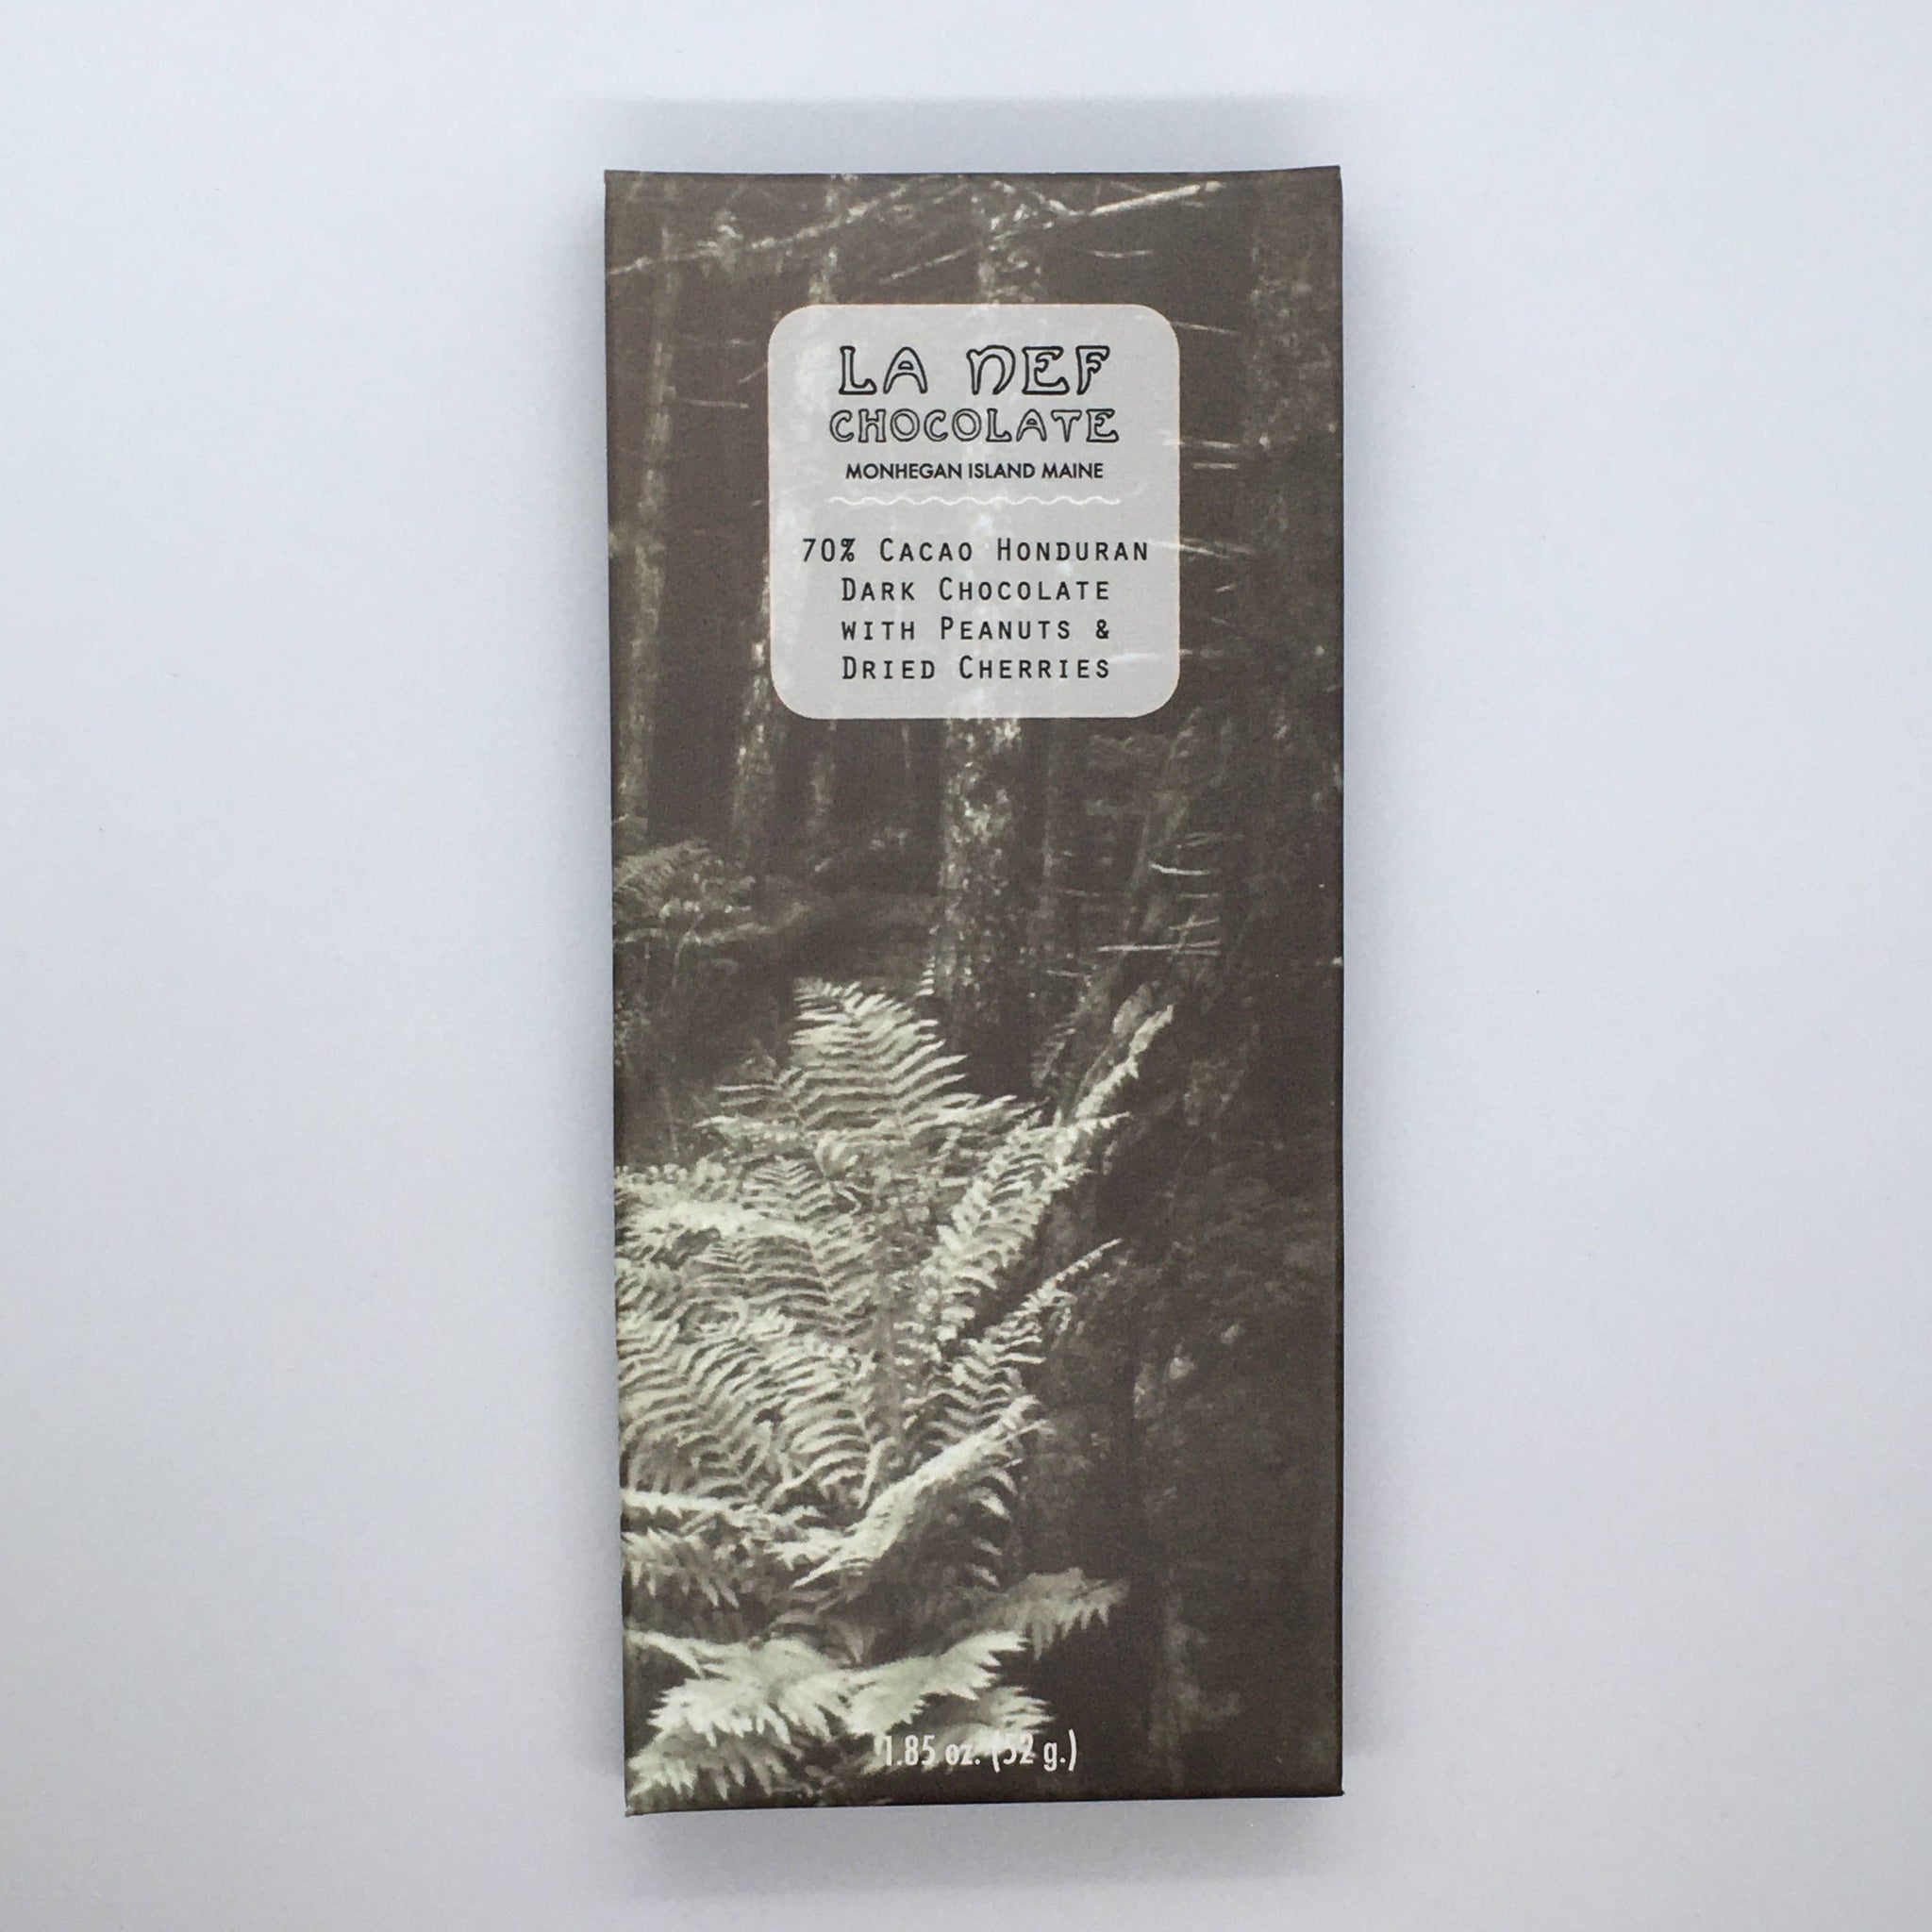 LA NEF
CHOCOLATE
MONHEGAN ISLAND MAINE
70% CACAO HONDURAN
DARK CHOCOLATE
WITH PEANUTS &
DRIED CHERRIES
1.85 oz. (52 g.)